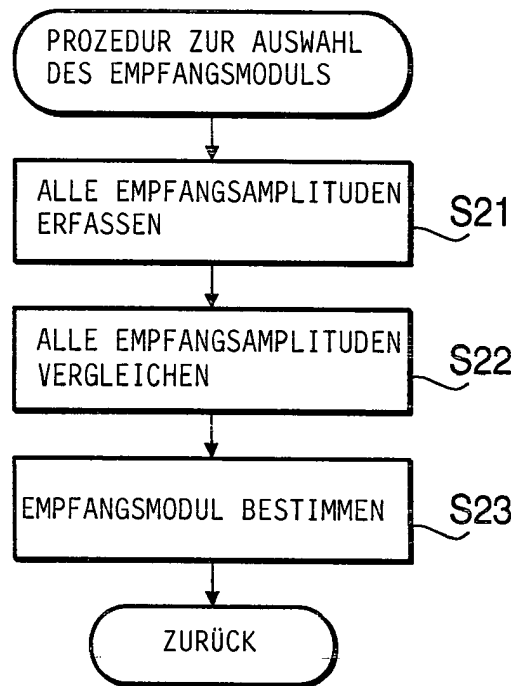 PROZEDUR ZUR AUSWAHL
DES EMPFANGSMODULS
ALLE EMPFANGSAMPLITUDEN
ERFASSEN
S21
ALLE EMPFANGSAMPLITUDEN
VERGLEICHEN
S22
EMPFANGSMODUL BESTIMMEN
S23
ZURÜCK